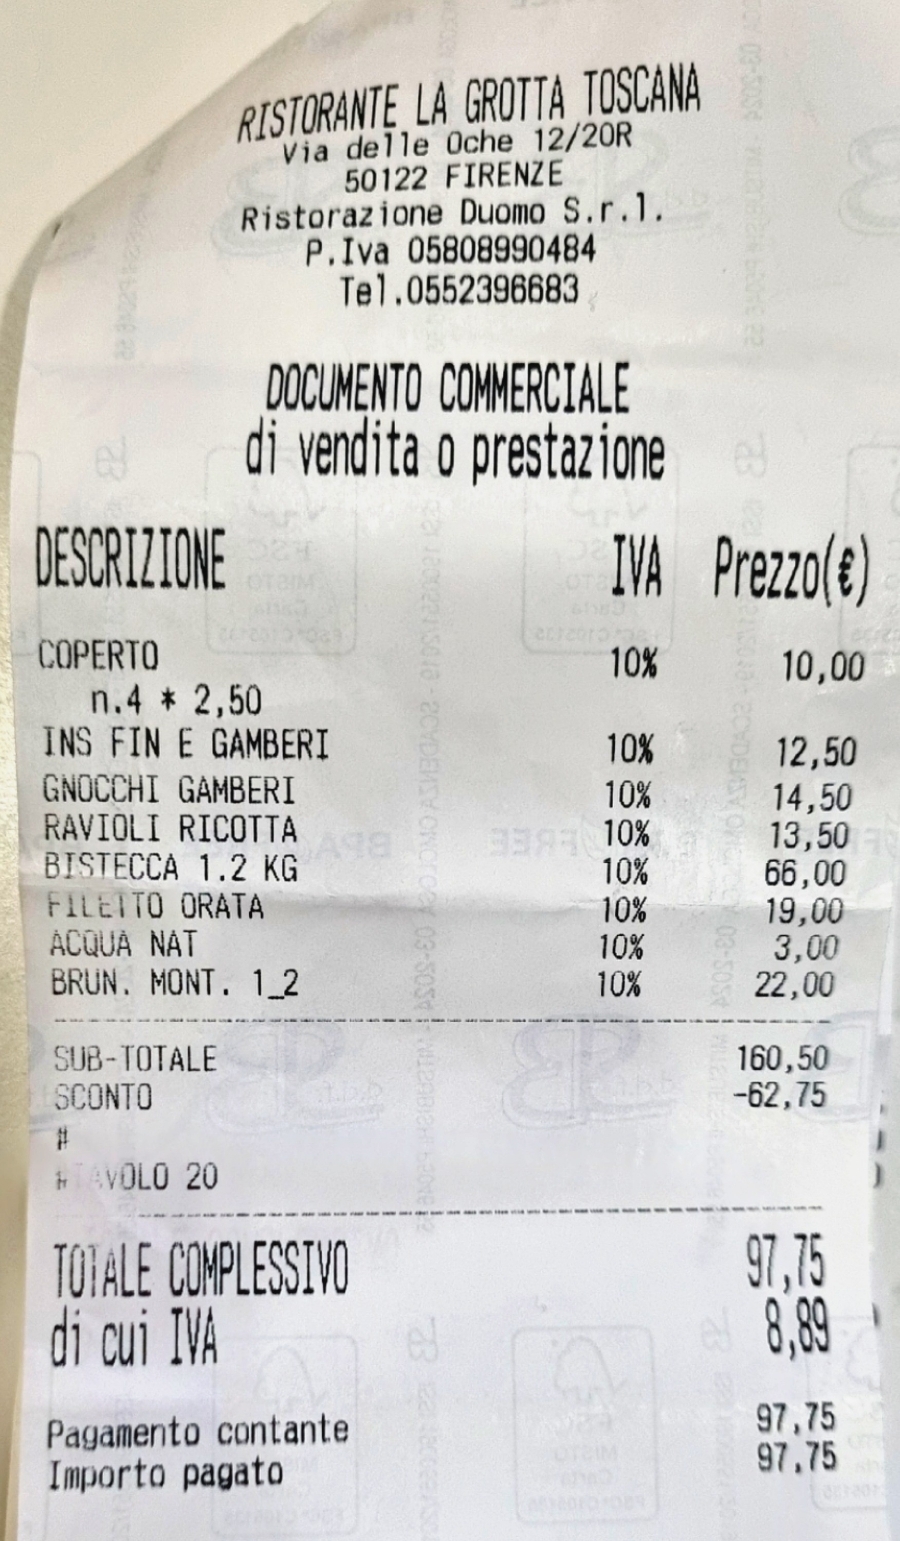 RISTORANTE LA GROTTA TOSCANA
Via delle Oche 12/20R
50122 FIRENZE
Ristorazione Duomo S.r.l.
P.Iva 05808990484
Tel.0552396683
DOCUMENTO COMMERCIALE
di vendita o prestazione
DESCRIZIONE IVA Prezzo(€)
COPERTO 10% 10,00
n.4 * 2,50
INS FIN E GAMBERI 10% 12,50
GNOCCHI GAMBERI 10% 14,50
RAVIOLI RICOTTA 10% 13,50
BISTECCA 1.2 KG 10% 66,00
FILETTO ORATA 10% 19,00
ACQUA NAT 10% 3,00
BRUN. MONT. 1_2 10% 22,00
SUB-TOTALE 160,50
SCONTO -62,75
#
# TAVOLO 20
TOTALE COMPLESSIVO 97,75
di cui IVA 8,89
Pagamento contante 97,75
Importo pagato 97,75